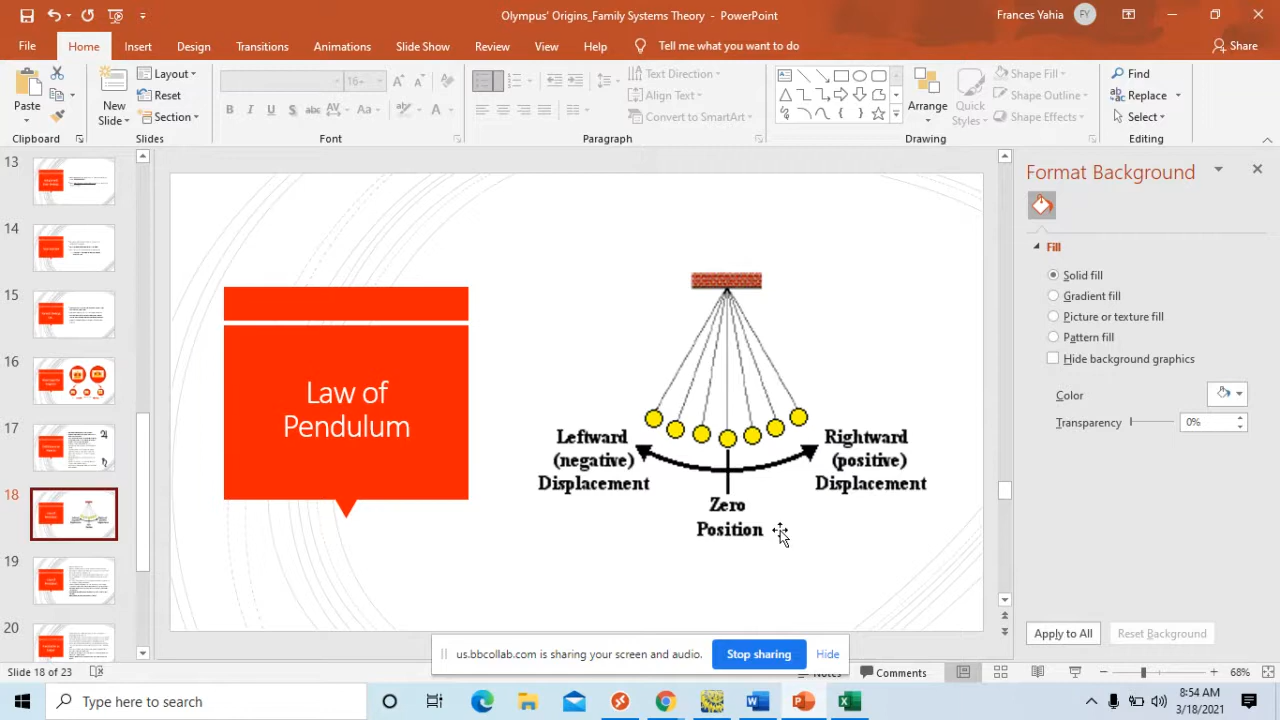 Olympus' Origins_Family Systems Theory - PowerPoint
Frances Yahia
FY
File
Home
Insert
Design
Transitions
Animations
Slide Show
Review
View
Help
Tell me what you want to do
Share
Paste
New
Slide
Layout
Reset
Section
16+
B I U S abc AV Aa A
Text Direction
Align Text
Convert to SmartArt
Arrange
Quick
Styles
Shape Fill
Shape Outline
Shape Effects
Find
Replace
Select
Clipboard
Slides
Font
Paragraph
Drawing
Editing
13
14
15
16
17
18
19
20
Law of
Pendulum
Leftward
(negative)
Displacement
Rightward
(positive)
Displacement
Zero
Position
Format Background
Fill
Solid fill
Gradient fill
Picture or texture fill
Pattern fill
Hide background graphics
Color
Transparency
0%
Apply to All
Reset Background
us.bbcollab.com is sharing your screen and audio.
Stop sharing
Hide
Slide 18 of 23
Notes
Comments
68%
Type here to search
8:54 AM
3/18/2021